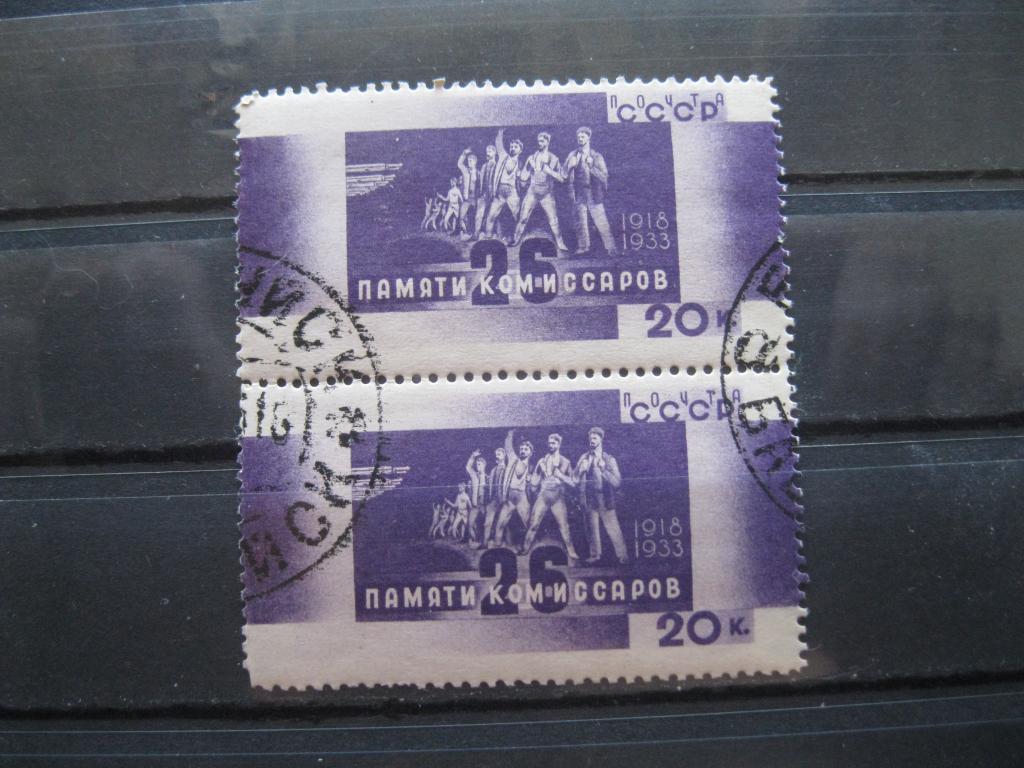 ПОЧТА
СССР
1918
1933
26
ПАМЯТИ КОМИССАРОВ
20 К.
ПОЧТА
СССР
1918
1933
26
ПАМЯТИ КОМИССАРОВ
20 К.